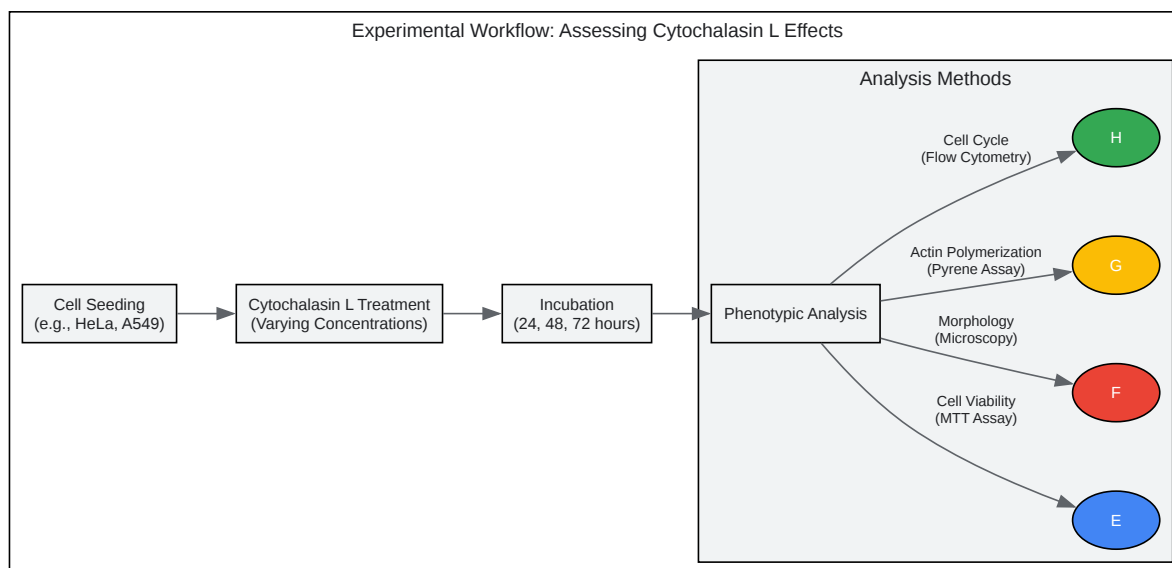 Experimental Workflow: Assessing Cytochalasin L Effects
Analysis Methods
Cell Seeding
(e.g., HeLa, A549)
Cytochalasin L Treatment
(Varying Concentrations)
Incubation
(24, 48, 72 hours)
Phenotypic Analysis
Cell Cycle
(Flow Cytometry)
H
Actin Polymerization
(Pyrene Assay)
G
Morphology
(Microscopy)
F
Cell Viability
(MTT Assay)
E